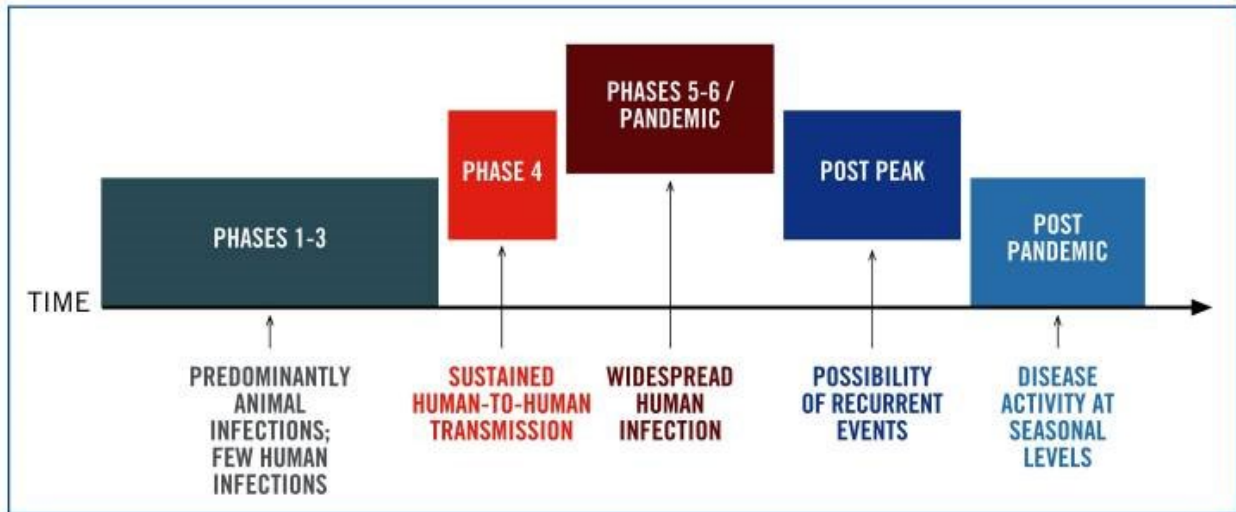 PHASES 5-6 /
PANDEMIC
PHASE 4
POST PEAK
PHASES 1-3
POST
PANDEMIC
TIME
PREDOMINANTLY
ANIMAL
INFECTIONS;
FEW HUMAN
INFECTIONS
SUSTAINED
HUMAN-TO-HUMAN
TRANSMISSION
WIDESPREAD
HUMAN
INFECTION
POSSIBILITY
OF RECURRENT
EVENTS
DISEASE
ACTIVITY AT
SEASONAL
LEVELS